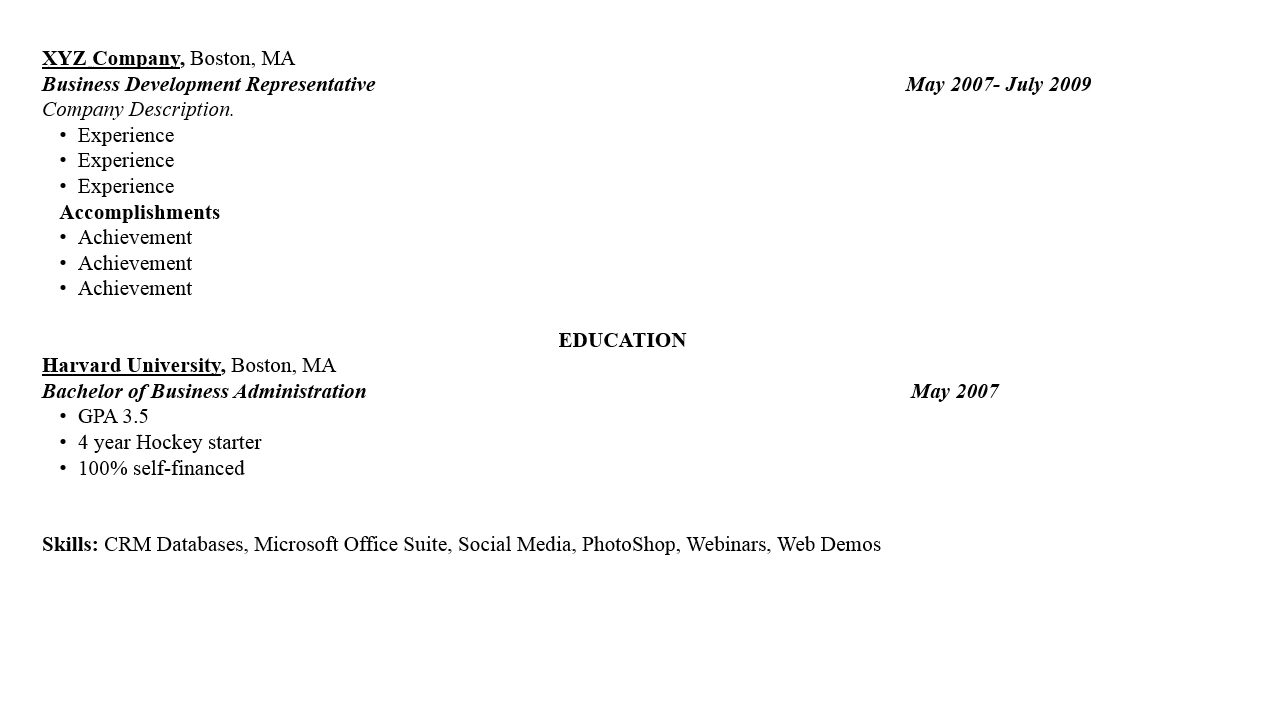 XYZ Company, Boston, MA
Business Development Representative May 2007- July 2009
Company Description.
• Experience
• Experience
• Experience
Accomplishments
• Achievement
• Achievement
• Achievement
EDUCATION
Harvard University, Boston, MA
Bachelor of Business Administration May 2007
• GPA 3.5
• 4 year Hockey starter
• 100% self-financed
Skills: CRM Databases, Microsoft Office Suite, Social Media, PhotoShop, Webinars, Web Demos